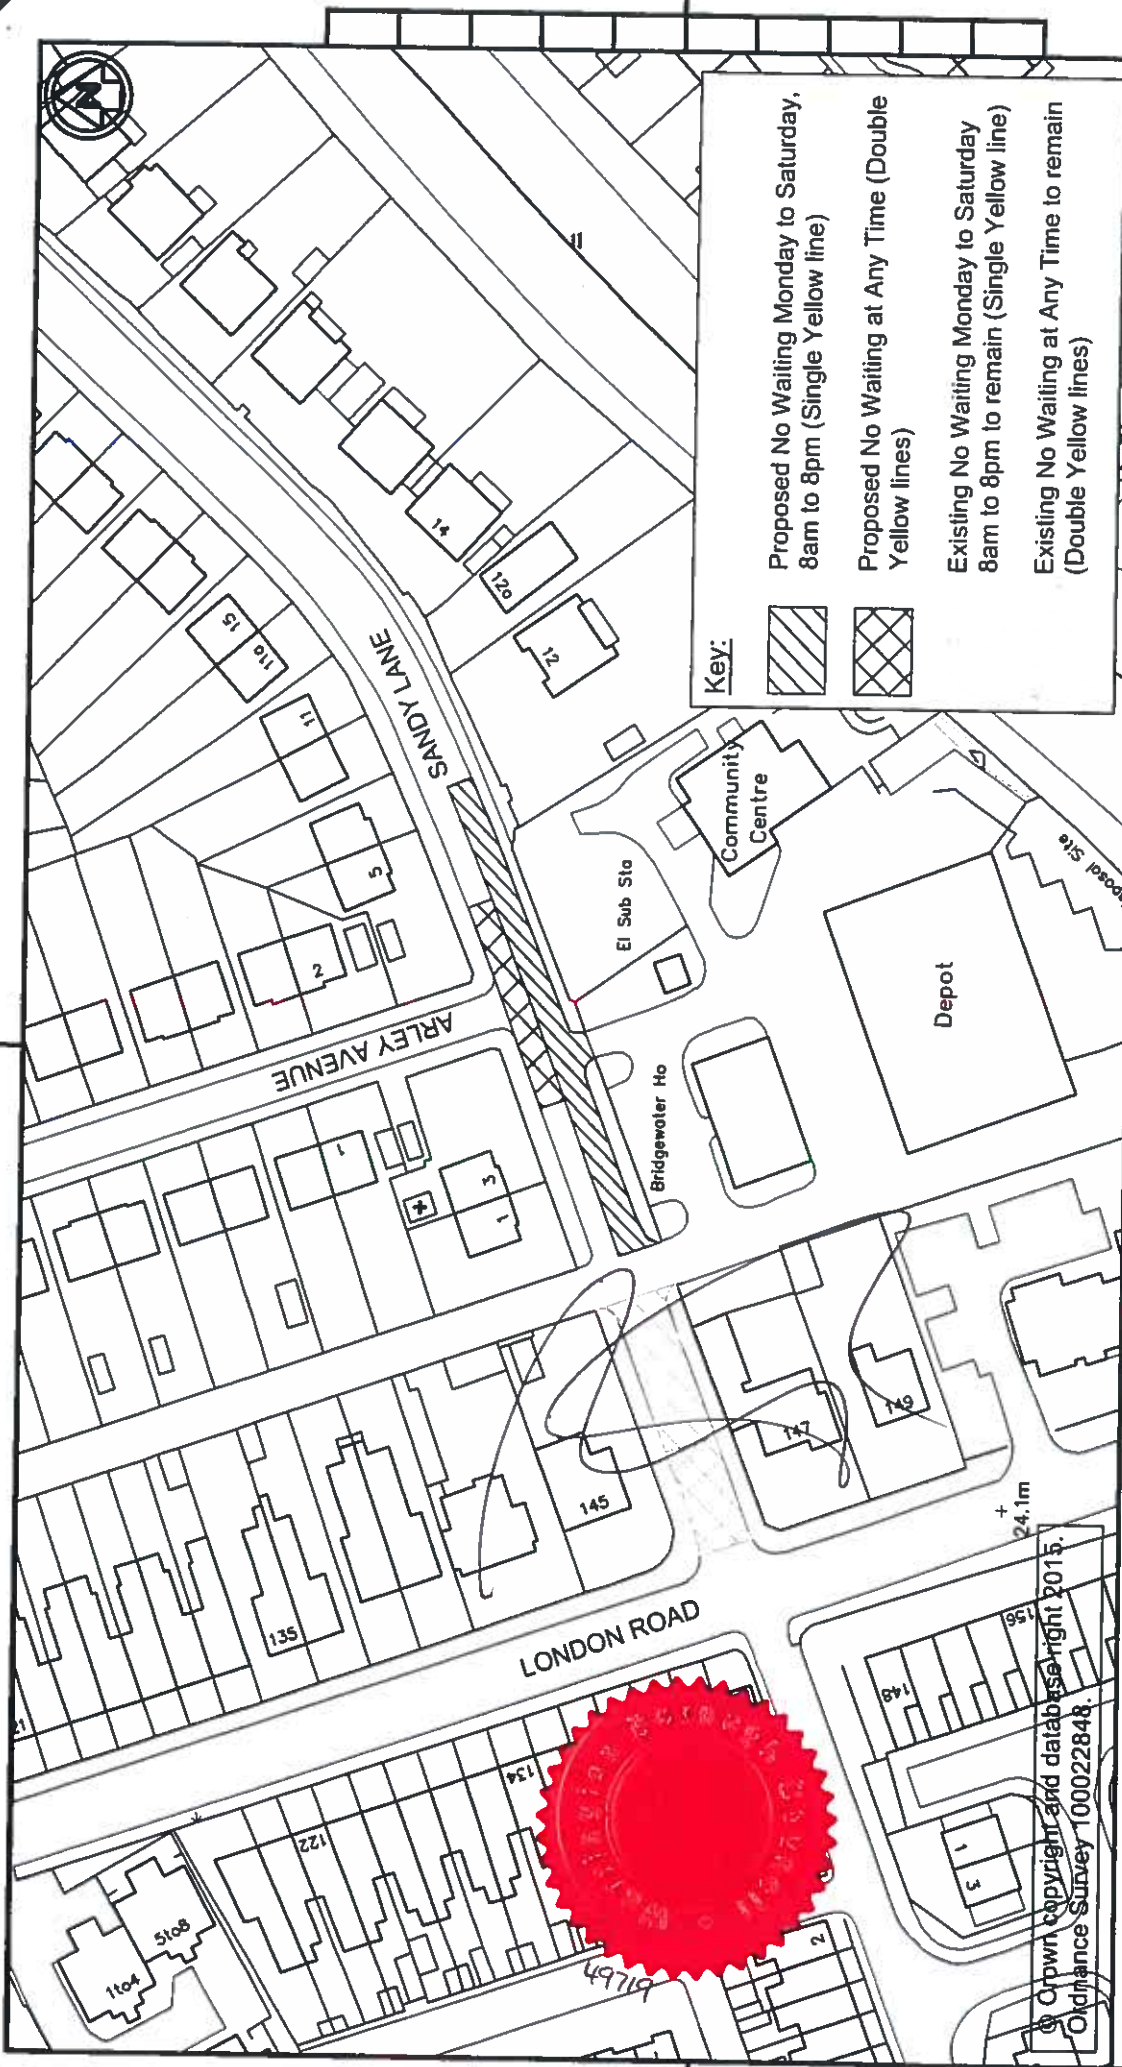 N
Key:
Proposed No Waiting Monday to Saturday,
8am to 8pm (Single Yellow line)
Proposed No Waiting at Any Time (Double
Yellow lines)
Existing No Waiting Monday to Saturday
8am to 8pm to remain (Single Yellow line)
Existing No Waiting at Any Time to remain
(Double Yellow lines)
SANDY LANE
ARLEY AVENUE
LONDON ROAD
Community
Centre
El Sub Sta
Bridgewater Ho
Depot
14
12a
12
15
11a
11
5
2
1
3
1
11
135
145
147
149
24.1m
122
134
148
156
1
3
2
5to8
1to4
49719
© Crown copyright and database right 2015.
Ordnance Survey 100022848.